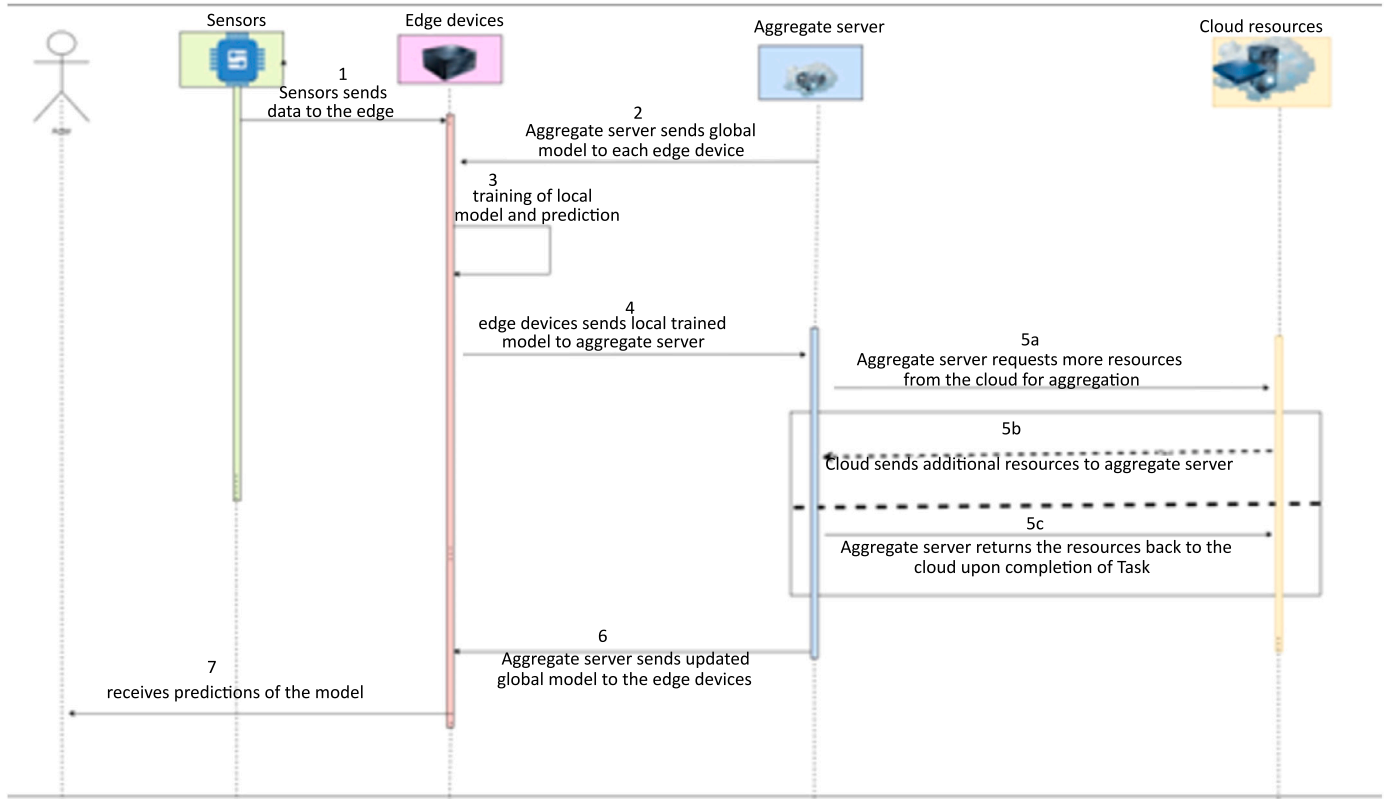 Sensors
Edge devices
Aggregate server
Cloud resources
1
Sensors sends
data to the edge
2
Aggregate server sends global
model to each edge device
3
training of local
model and prediction
4
edge devices sends local trained
model to aggregate server
5a
Aggregate server requests more resources
from the cloud for aggregation
5b
Cloud sends additional resources to aggregate server
5c
Aggregate server returns the resources back to the
cloud upon completion of Task
6
Aggregate server sends updated
global model to the edge devices
7
receives predictions of the model